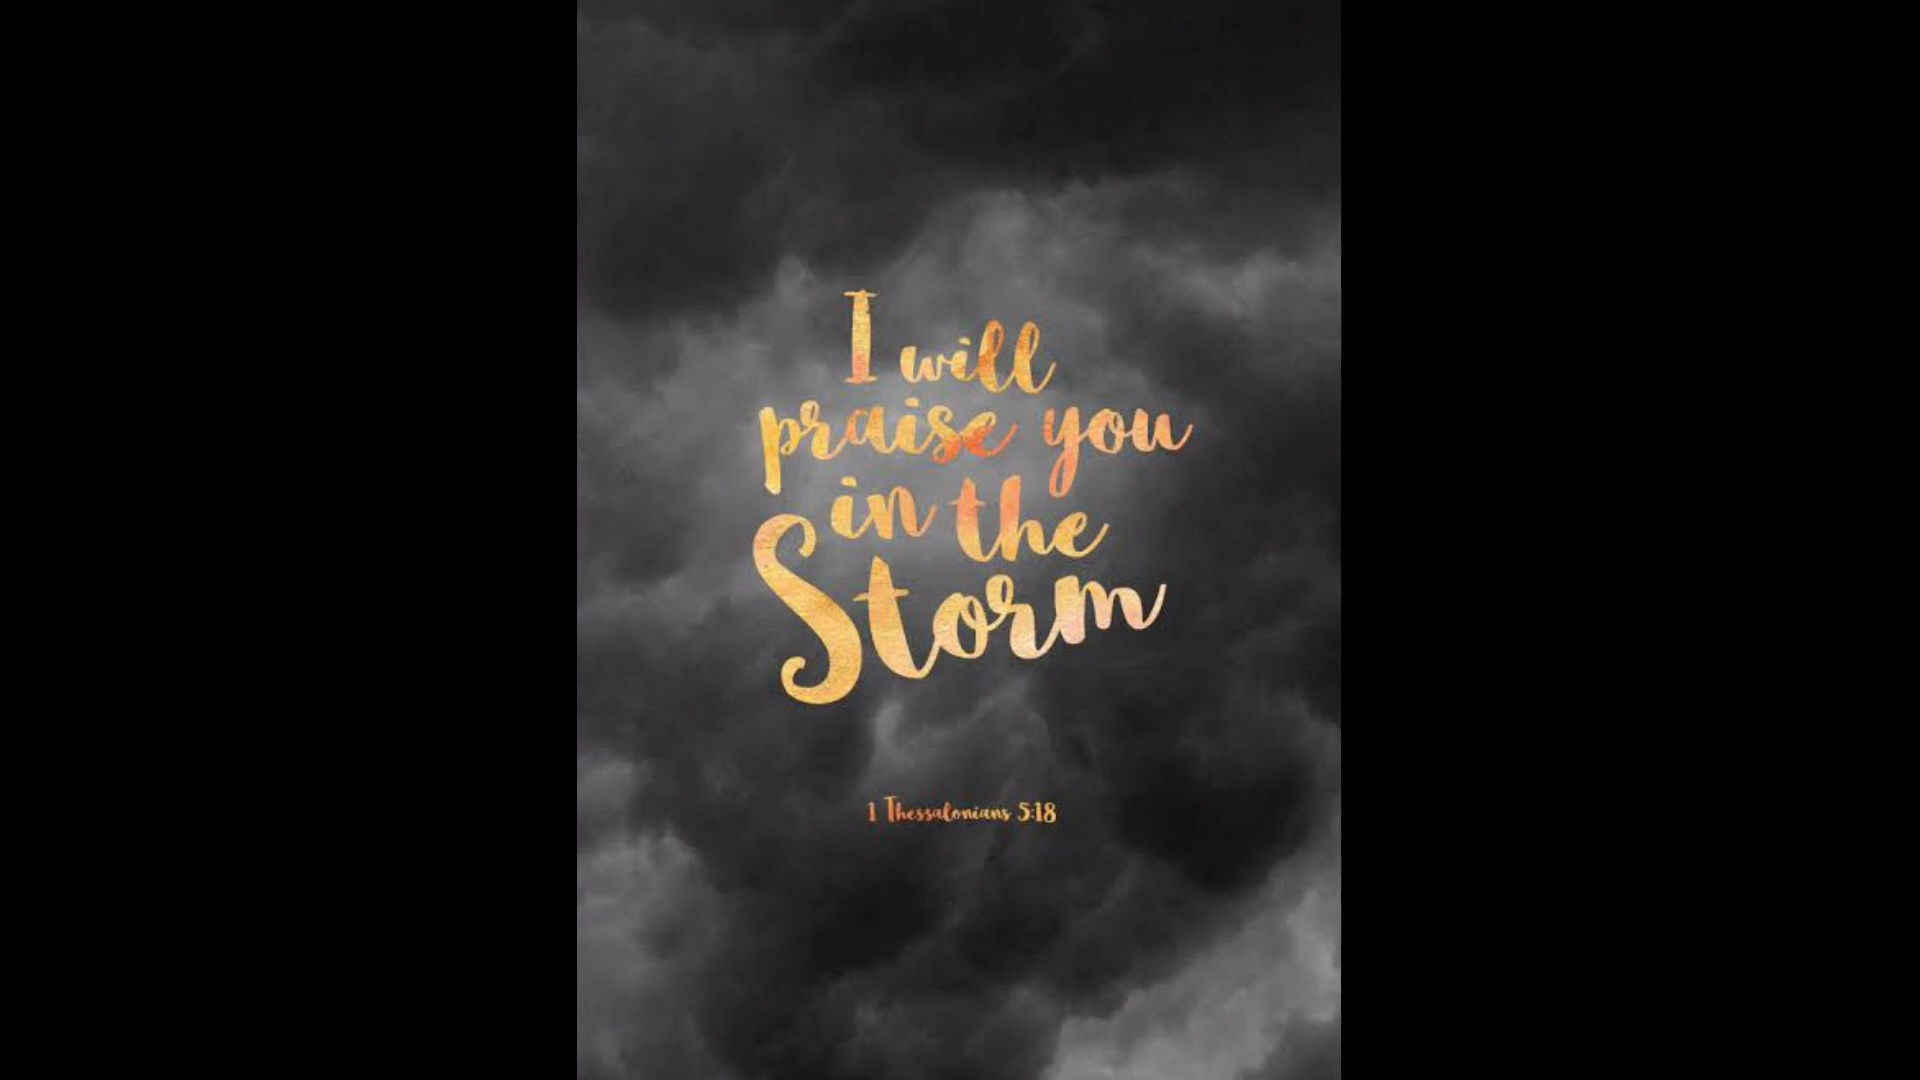 I will
praise you
in the
Storm
1 Thessalonians 5:18